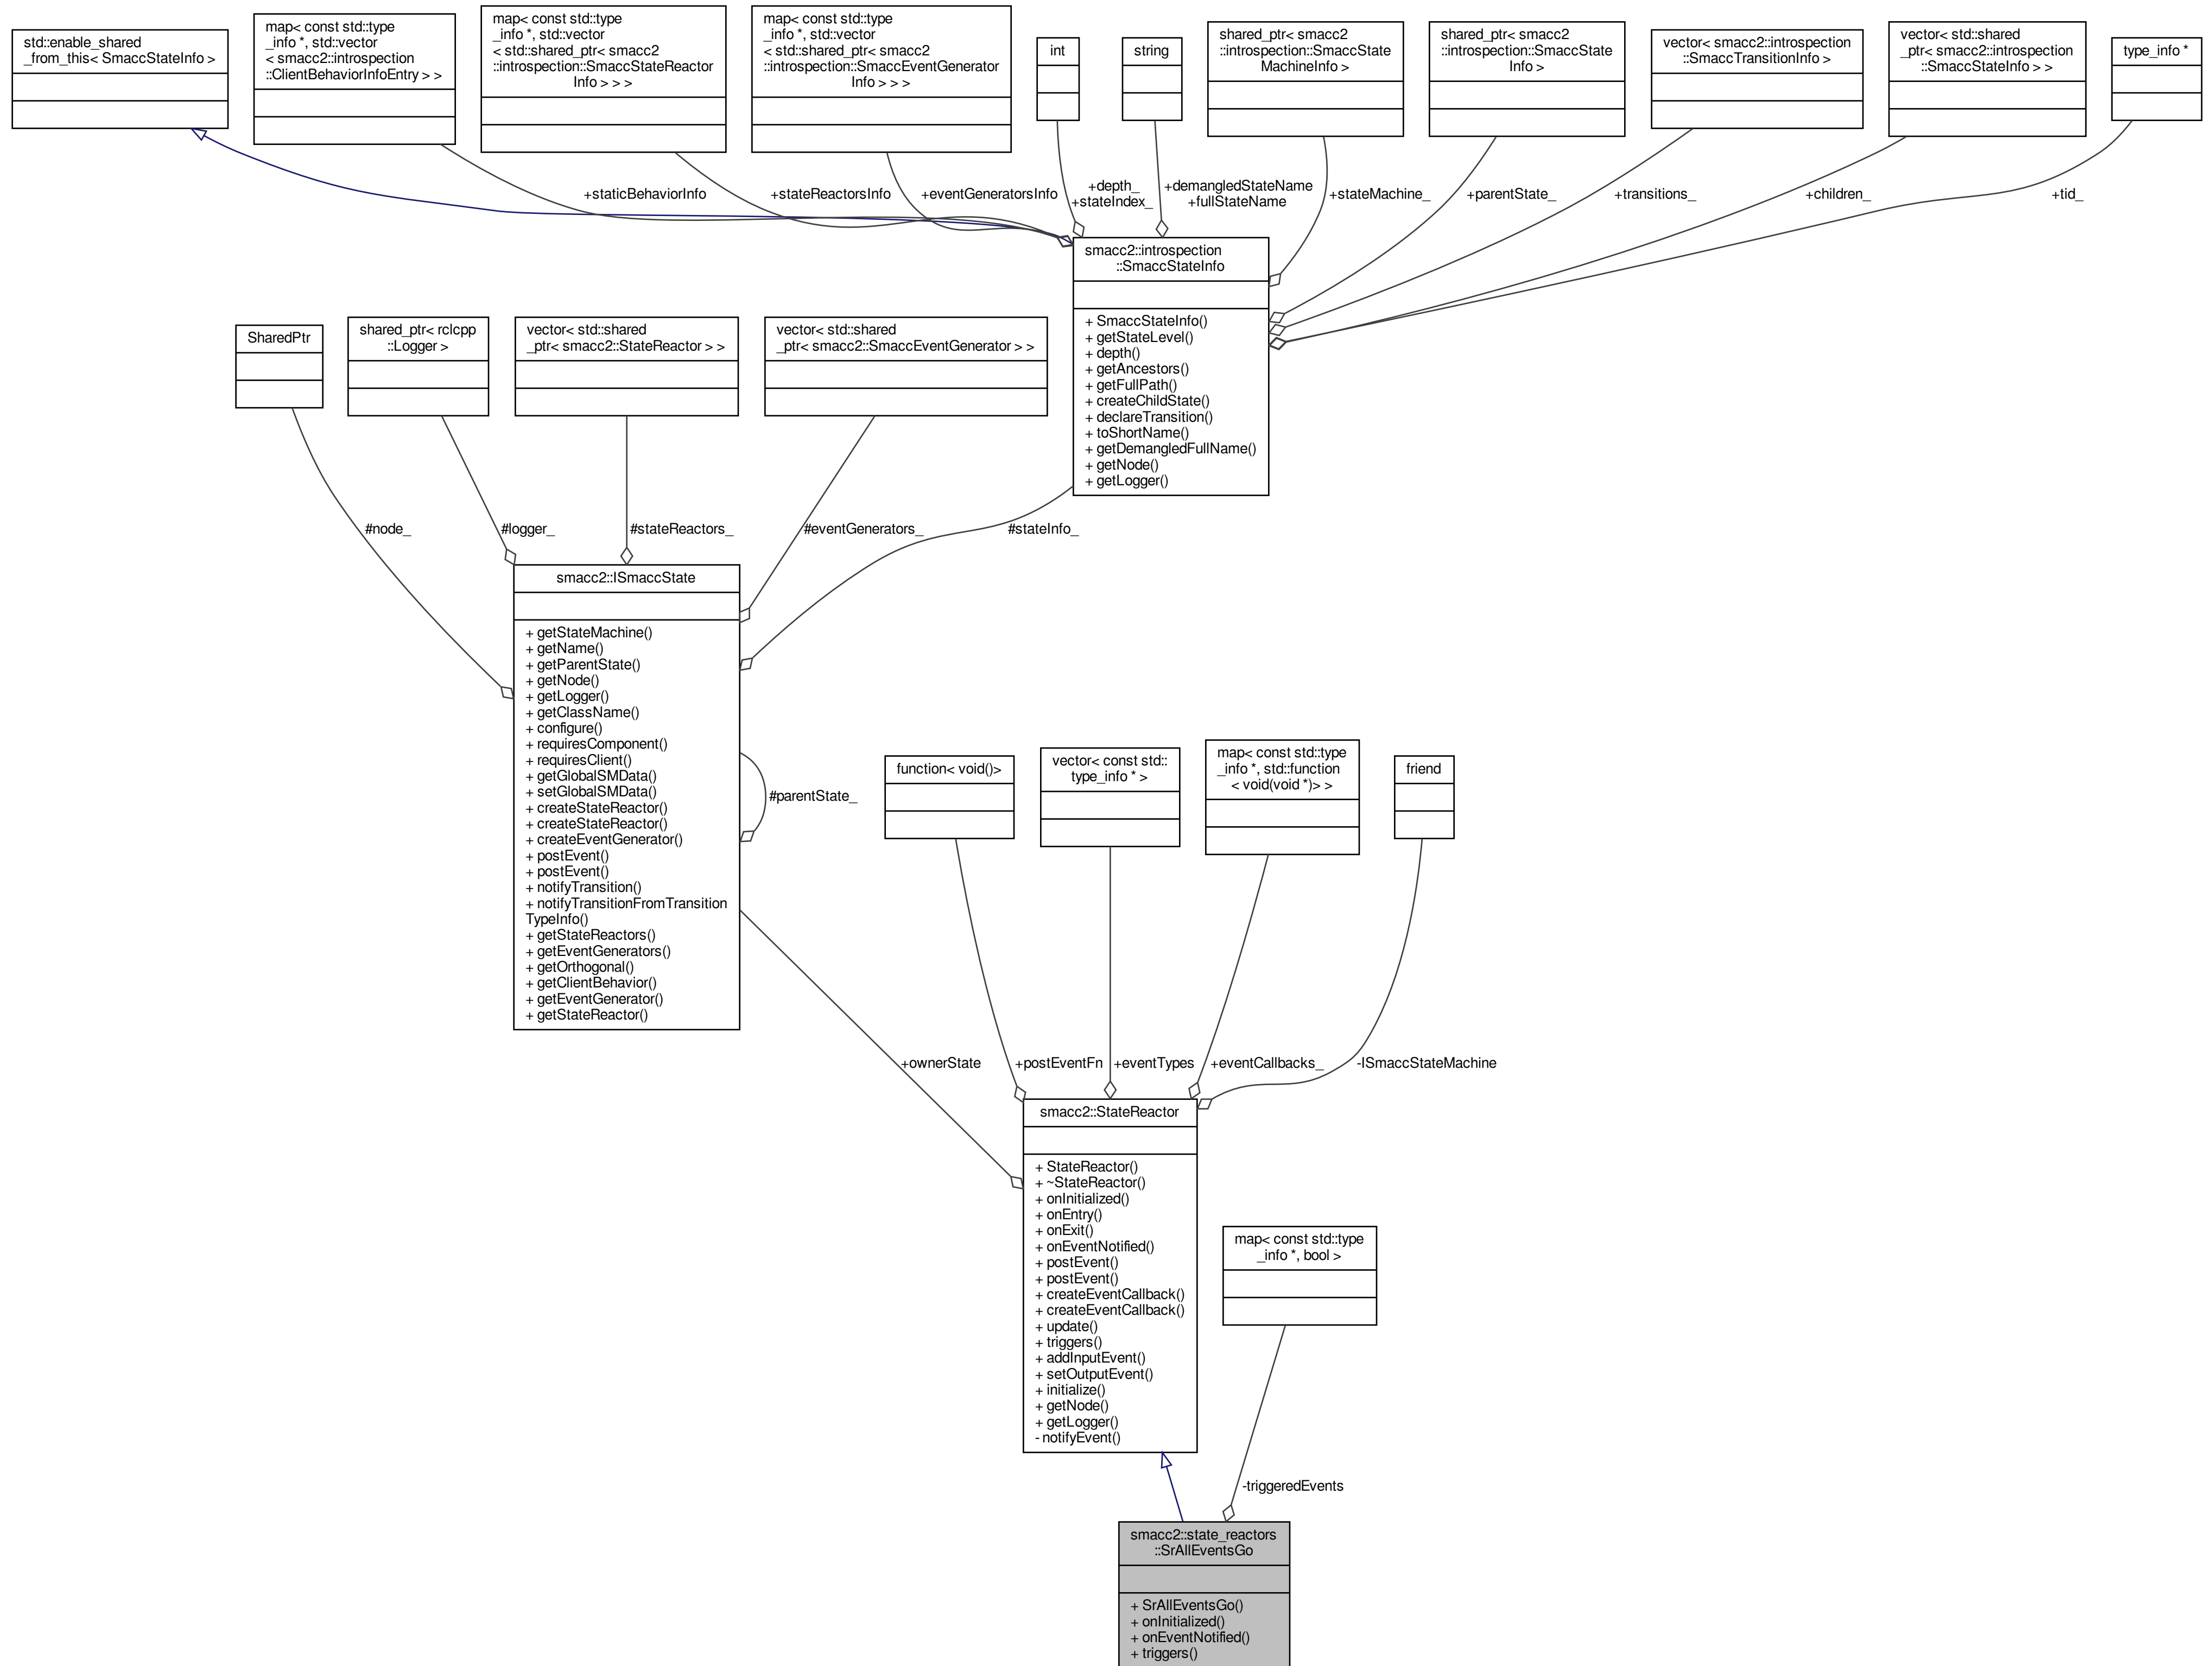 std::enable_shared
_from_this< SmaccStateInfo >
map< const std::type
_info *, std::vector
< smacc2::introspection
::ClientBehaviorInfoEntry > >
map< const std::type
_info *, std::vector
< std::shared_ptr< smacc2
::introspection::SmaccStateReactor
Info > > >
map< const std::type
_info *, std::vector
< std::shared_ptr< smacc2
::introspection::SmaccEventGenerator
Info > > >
int
string
shared_ptr< smacc2
::introspection::SmaccState
MachineInfo >
shared_ptr< smacc2
::introspection::SmaccState
Info >
vector< smacc2::introspection
::SmaccTransitionInfo >
vector< std::shared
_ptr< smacc2::introspection
::SmaccStateInfo > >
type_info *
+staticBehaviorInfo
+stateReactorsInfo
+eventGeneratorsInfo
+depth_
+stateIndex_
+demangledStateName
+fullStateName
+stateMachine_
+parentState_
+transitions_
+children_
+tid_
smacc2::introspection
::SmaccStateInfo
+ SmaccStateInfo()
+ getStateLevel()
+ depth()
+ getAncestors()
+ getFullPath()
+ createChildState()
+ declareTransition()
+ toShortName()
+ getDemangledFullName()
+ getNode()
+ getLogger()
SharedPtr
shared_ptr< rclcpp
::Logger >
vector< std::shared
_ptr< smacc2::StateReactor > >
vector< std::shared
_ptr< smacc2::SmaccEventGenerator > >
#node_
#logger_
#stateReactors_
#eventGenerators_
#stateInfo_
smacc2::ISmaccState
+ getStateMachine()
+ getName()
+ getParentState()
+ getNode()
+ getLogger()
+ getClassName()
+ configure()
+ requiresComponent()
+ requiresClient()
+ getGlobalSMData()
+ setGlobalSMData()
+ createStateReactor()
+ createStateReactor()
+ createEventGenerator()
+ postEvent()
+ postEvent()
+ notifyTransition()
+ notifyTransitionFromTransition
TypeInfo()
+ getStateReactors()
+ getEventGenerators()
+ getOrthogonal()
+ getClientBehavior()
+ getEventGenerator()
+ getStateReactor()
#parentState_
function< void()>
vector< const std::
type_info * >
map< const std::type
_info *, std::function
< void(void *)> >
friend
+ownerState
+postEventFn
+eventTypes
+eventCallbacks_
-ISmaccStateMachine
smacc2::StateReactor
+ StateReactor()
+ ~StateReactor()
+ onInitialized()
+ onEntry()
+ onExit()
+ onEventNotified()
+ postEvent()
+ postEvent()
+ createEventCallback()
+ createEventCallback()
+ update()
+ triggers()
+ addInputEvent()
+ setOutputEvent()
+ initialize()
+ getNode()
+ getLogger()
- notifyEvent()
map< const std::type
_info *, bool >
-triggeredEvents
smacc2::state_reactors
::SrAllEventsGo
+ SrAllEventsGo()
+ onInitialized()
+ onEventNotified()
+ triggers()